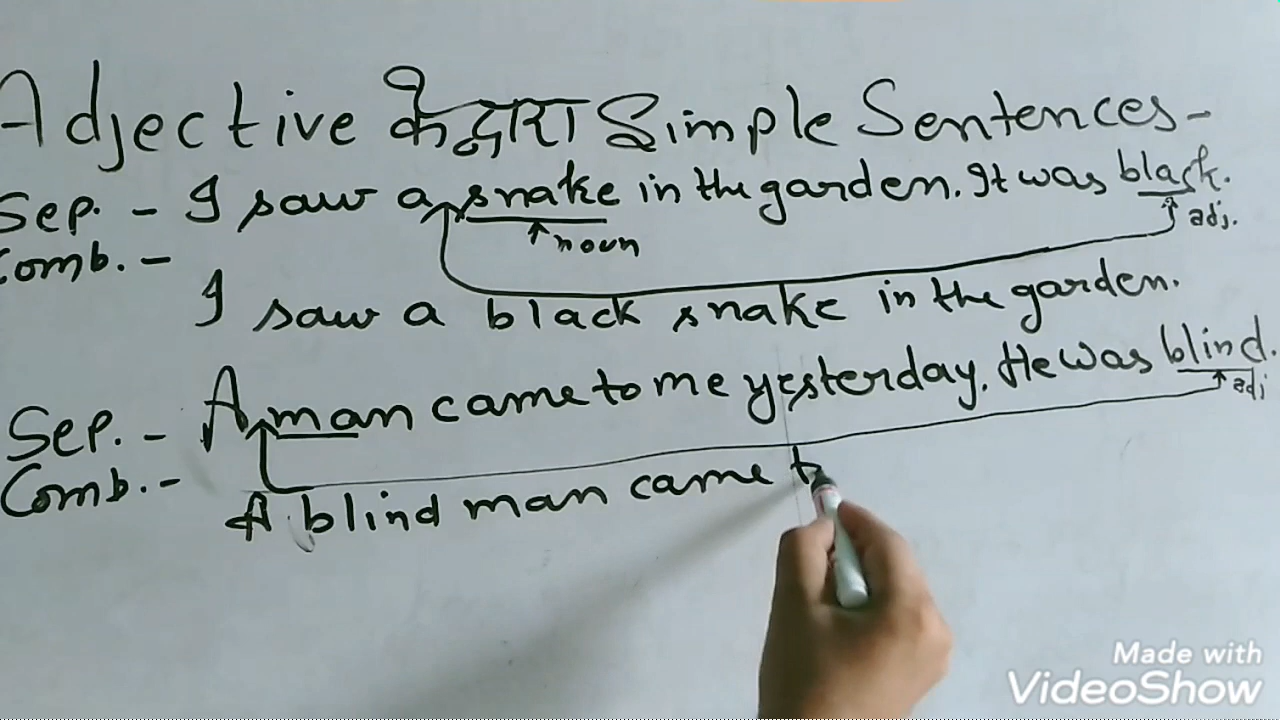 Adjective के द्वारा Simple Sentences-
Sep. - I saw a snake in the garden. It was black.
↑ noun ↑ adj.
Comb. -
I saw a black snake in the garden.
Sep. - A man came to me yesterday. He was blind.
↑ adj
Comb. -
A blind man came t
Made with
VideoShow